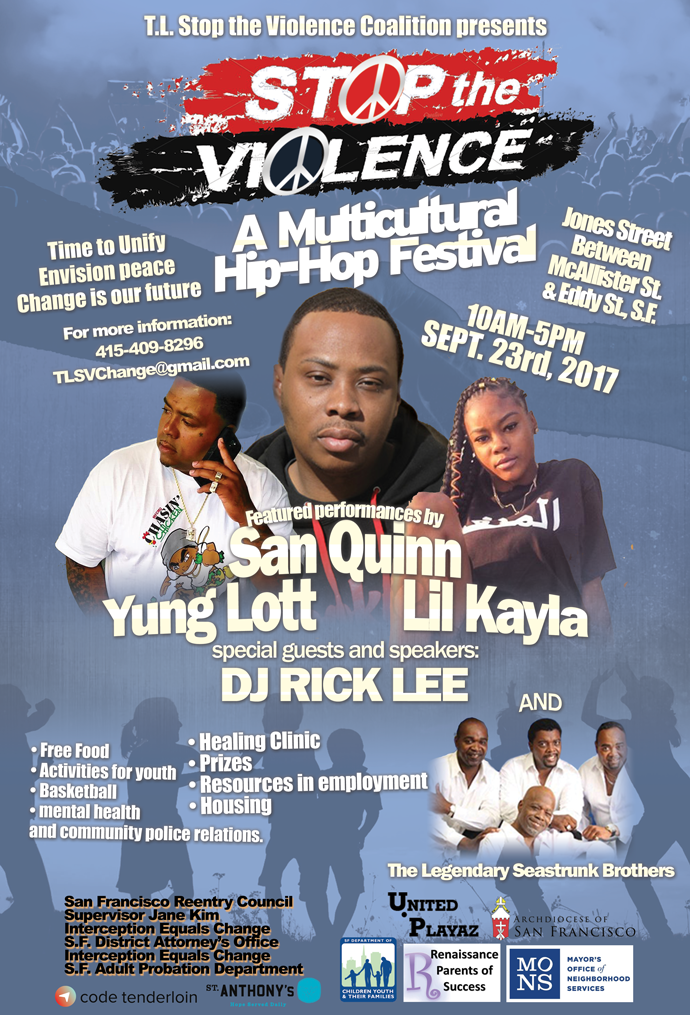 T.L. Stop the Violence Coalition presents
STOP the
VIOLENCE
A Multicultural
Hip-Hop Festival
Time to Unify
Envision peace
Change is our future
For more information:
415-409-8296
TLSVChange@gmail.com
Jones Street
Between
McAllister St.
& Eddy St., S.F.
10AM-5PM
SEPT. 23rd, 2017
CHASIN'
المنتقم
Featured performances by
San Quinn
Yung Lott
Lil Kayla
special guests and speakers:
DJ RICK LEE
AND
• Free Food
• Activities for youth
• Basketball
• mental health
and community police relations.
• Healing Clinic
• Prizes
• Resources in employment
• Housing
The Legendary Seastrunk Brothers
San Francisco Reentry Council
Supervisor Jane Kim
Interception Equals Change
S.F. District Attorney's Office
Interception Equals Change
S.F. Adult Probation Department
code tenderloin
ST. ANTHONY'S
UNITED
PLAYAZ
ARCHDIOCESE OF
SAN FRANCISCO
SF DEPARTMENT OF
CHILDREN YOUTH
& THEIR FAMILIES
R
Renaissance
Parents of
Success
MO
NS
MAYOR'S
OFFICE of
NEIGHBORHOOD
SERVICES